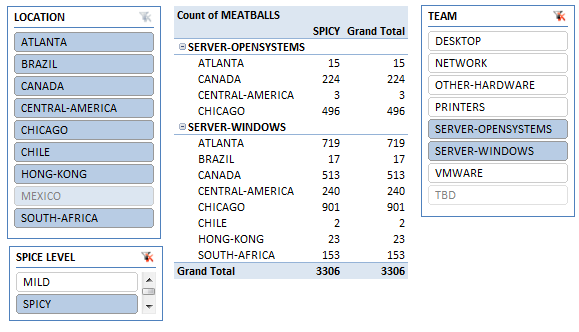 LOCATION
ATLANTA
BRAZIL
CANADA
CENTRAL-AMERICA
CHICAGO
CHILE
HONG-KONG
MEXICO
SOUTH-AFRICA
SPICE LEVEL
MILD
SPICY
Count of MEATBALLS
SPICY Grand Total
SERVER-OPENSYSTEMS
ATLANTA 15 15
CANADA 224 224
CENTRAL-AMERICA 3 3
CHICAGO 496 496
SERVER-WINDOWS
ATLANTA 719 719
BRAZIL 17 17
CANADA 513 513
CENTRAL-AMERICA 240 240
CHICAGO 901 901
CHILE 2 2
HONG-KONG 23 23
SOUTH-AFRICA 153 153
Grand Total 3306 3306
TEAM
DESKTOP
NETWORK
OTHER-HARDWARE
PRINTERS
SERVER-OPENSYSTEMS
SERVER-WINDOWS
VMWARE
TBD